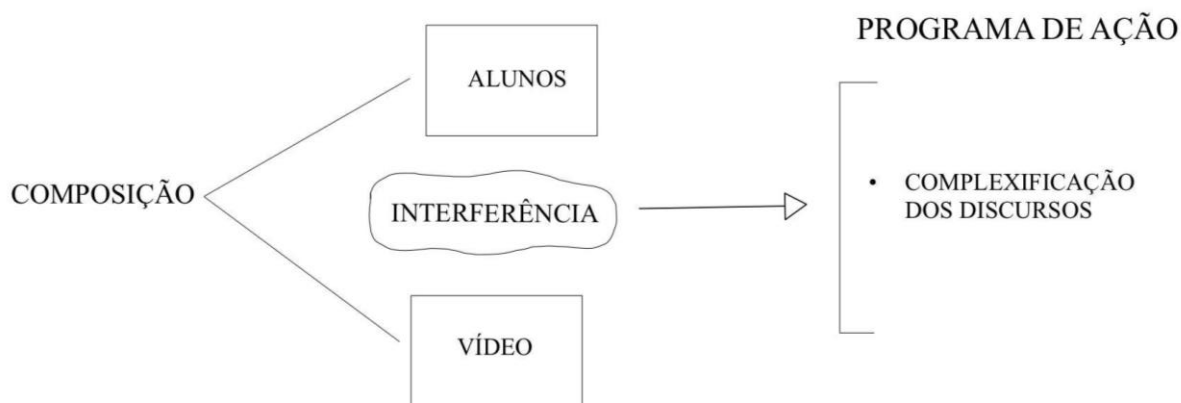 PROGRAMA DE AÇÃO
ALUNOS
COMPOSIÇÃO
INTERFERÊNCIA
• COMPLEXIFICAÇÃO
DOS DISCURSOS
VÍDEO